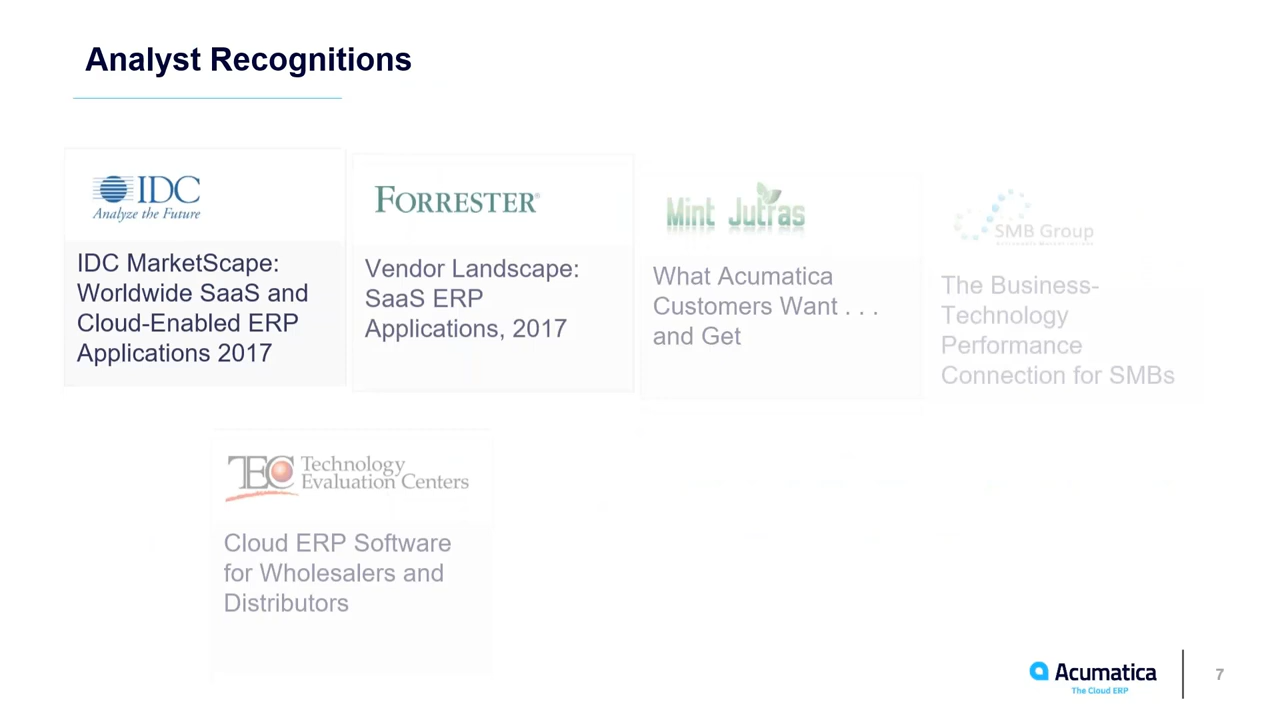 Analyst Recognitions
IDC
Analyze the Future
IDC MarketScape:
Worldwide SaaS and
Cloud-Enabled ERP
Applications 2017
FORRESTER®
Vendor Landscape:
SaaS ERP
Applications, 2017
Mint Jutras
What Acumatica
Customers Want . . .
and Get
SMB Group
The Business-
Technology
Performance
Connection for SMBs
TEC Technology
Evaluation Centers
Cloud ERP Software
for Wholesalers and
Distributors
Acumatica
The Cloud ERP
7